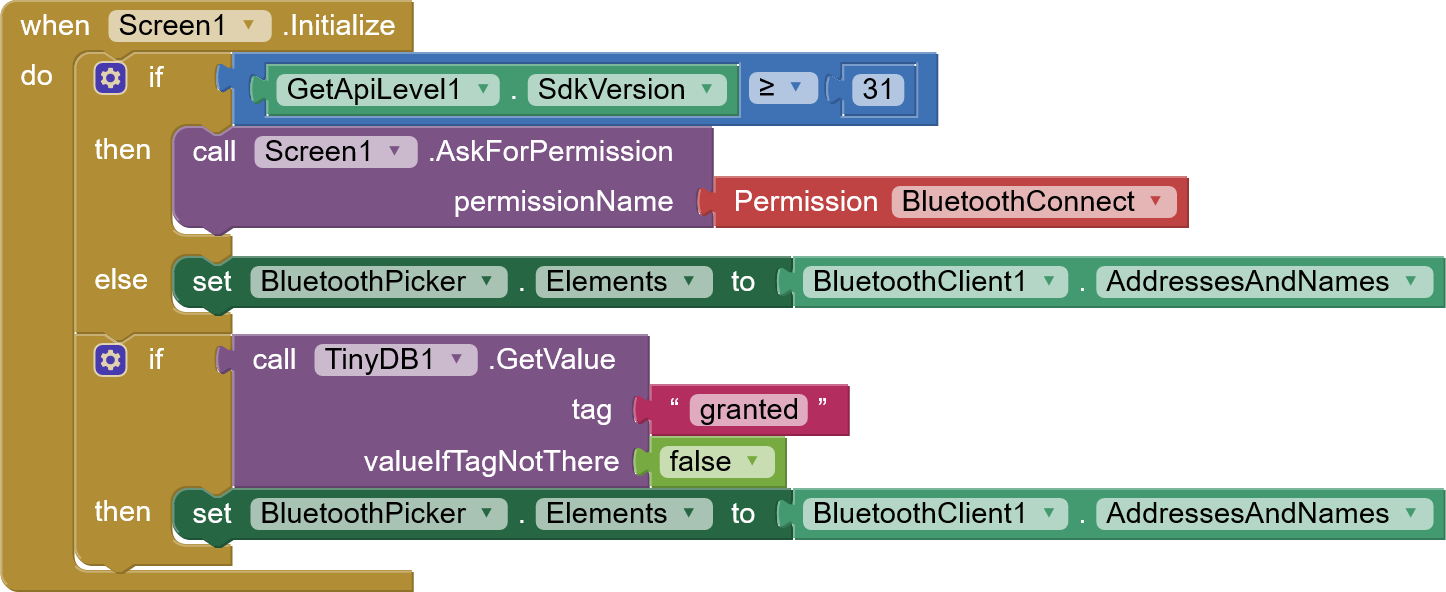 when Screen1 .Initialize
do if GetApiLevel1 . SdkVersion ≥ 31
then call Screen1 .AskForPermission
permissionName Permission BluetoothConnect
else set BluetoothPicker . Elements to BluetoothClient1 . AddressesAndNames
if call TinyDB1 .GetValue
tag “ granted ”
valueIfTagNotThere false
then set BluetoothPicker . Elements to BluetoothClient1 . AddressesAndNames